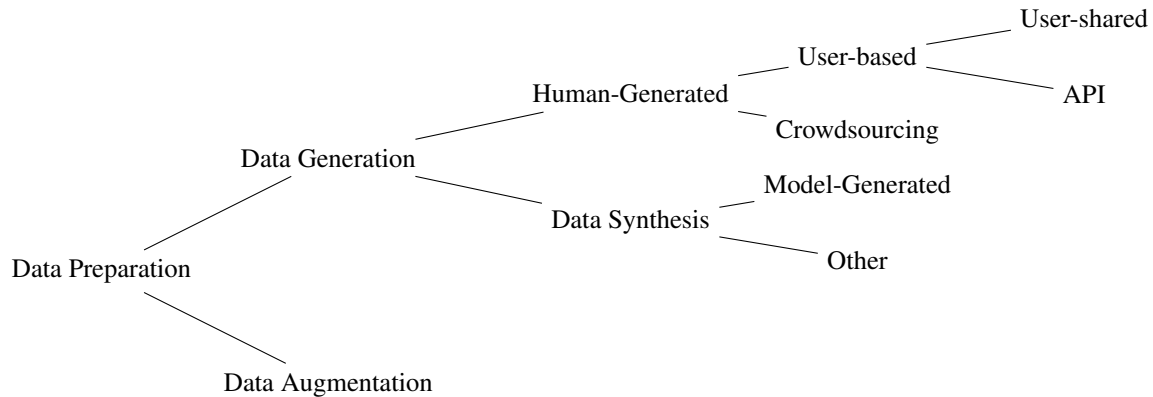 User-shared
User-based
Human-Generated
API
Crowdsourcing
Data Generation
Model-Generated
Data Synthesis
Other
Data Preparation
Data Augmentation